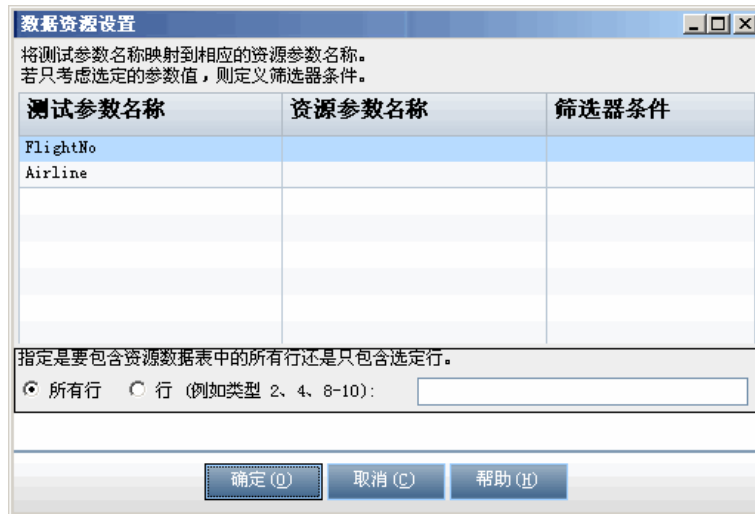 数据资源设置
将测试参数名称映射到相应的资源参数名称。
若只考虑选定的参数值，则定义筛选器条件。
测试参数名称 资源参数名称 筛选器条件
FlightNo
Airline
指定是要包含资源数据表中的所有行还是只包含选定行。
所有行 行 (例如类型 2、4、8-10):
确定(O) 取消(C) 帮助(H)